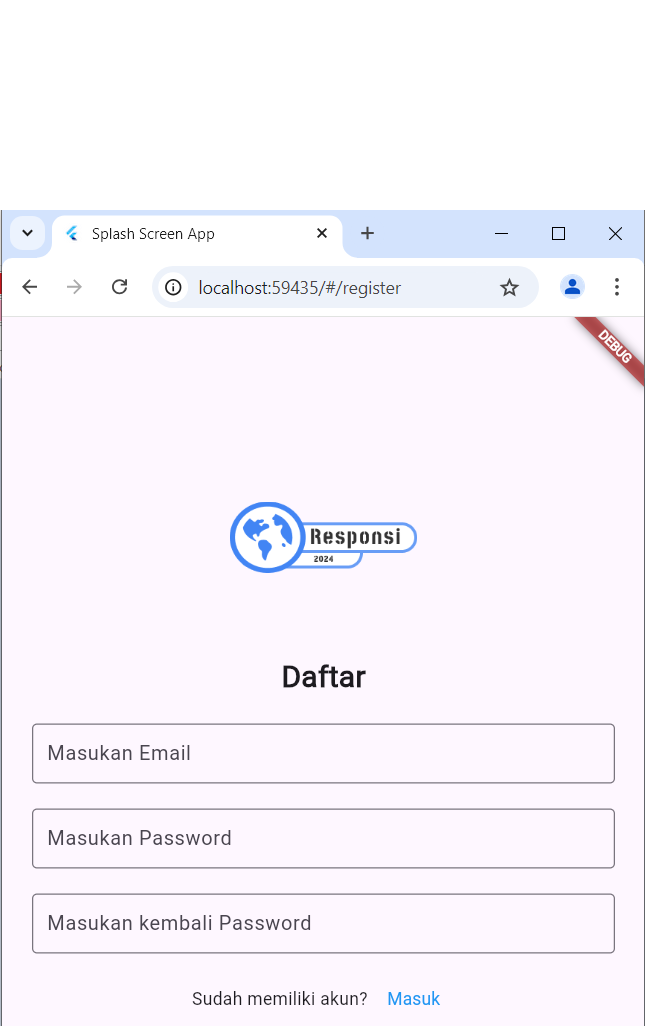 Splash Screen App
localhost:59435/#/register
DEBUG
Responsi
2024
Daftar
Masukan Email
Masukan Password
Masukan kembali Password
Sudah memiliki akun? Masuk